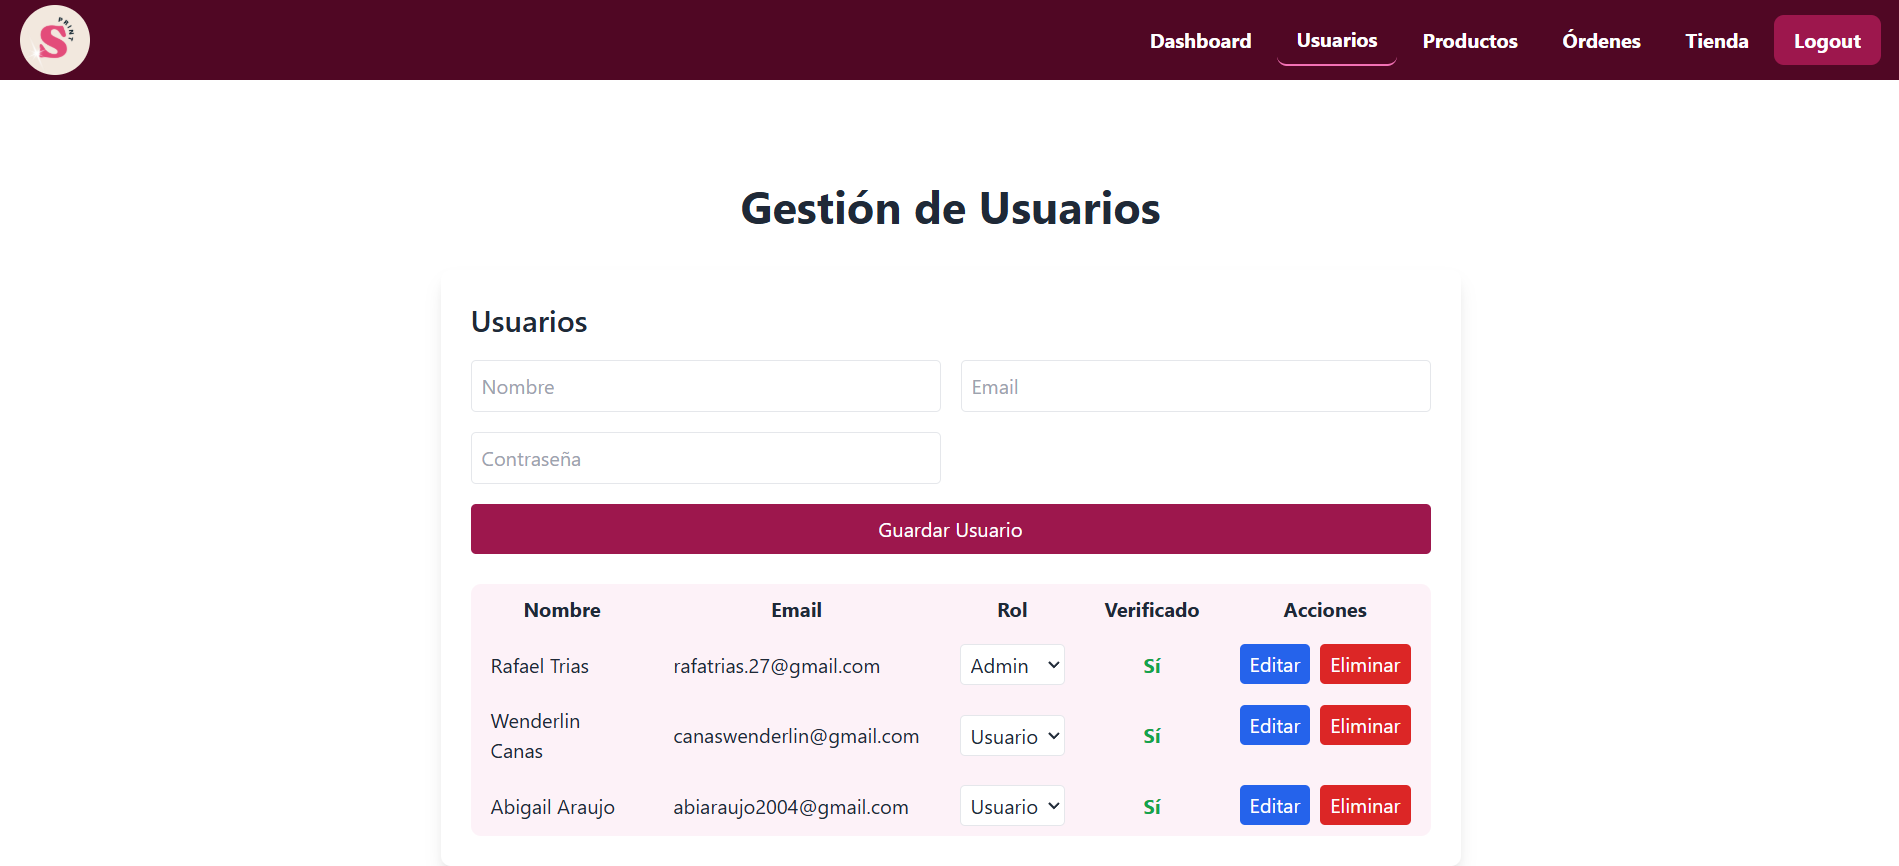 S PRINT
Dashboard Usuarios Productos Órdenes Tienda Logout
Gestión de Usuarios
Usuarios
Nombre Email
Contraseña
Guardar Usuario
Nombre Email Rol Verificado Acciones
Rafael Trias rafatrias.27@gmail.com Admin Sí Editar Eliminar
Wenderlin
Canas canaswenderlin@gmail.com Usuario Sí Editar Eliminar
Abigail Araujo abiaraujo2004@gmail.com Usuario Sí Editar Eliminar